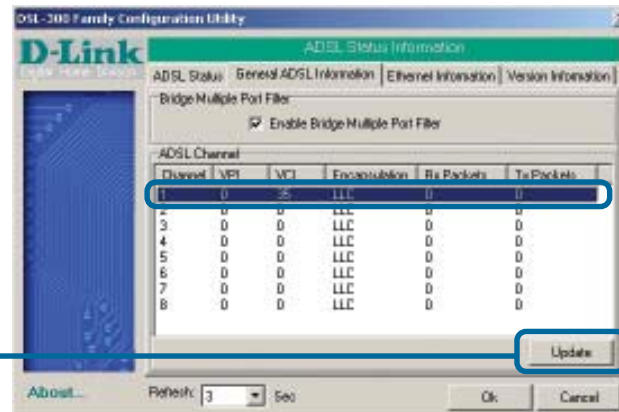 DSL-300 Family Configuration Utility
D-Link
ADSL Status Information
ADSL Status General ADSL Information Ethernet Information Version Information
Bridge Multiple Port Filter
Enable Bridge Multiple Port Filter
ADSL Channel
Channel VPI VCI Encapsulation Rx Packets Tx Packets
1 0 35 LLC 0 0
2 0 0 LLC 0 0
3 0 0 LLC 0 0
4 0 0 LLC 0 0
5 0 0 LLC 0 0
6 0 0 LLC 0 0
7 0 0 LLC 0 0
8 0 0 LLC 0 0
Update
About...
Refresh: 3 Sec
Ok Cancel